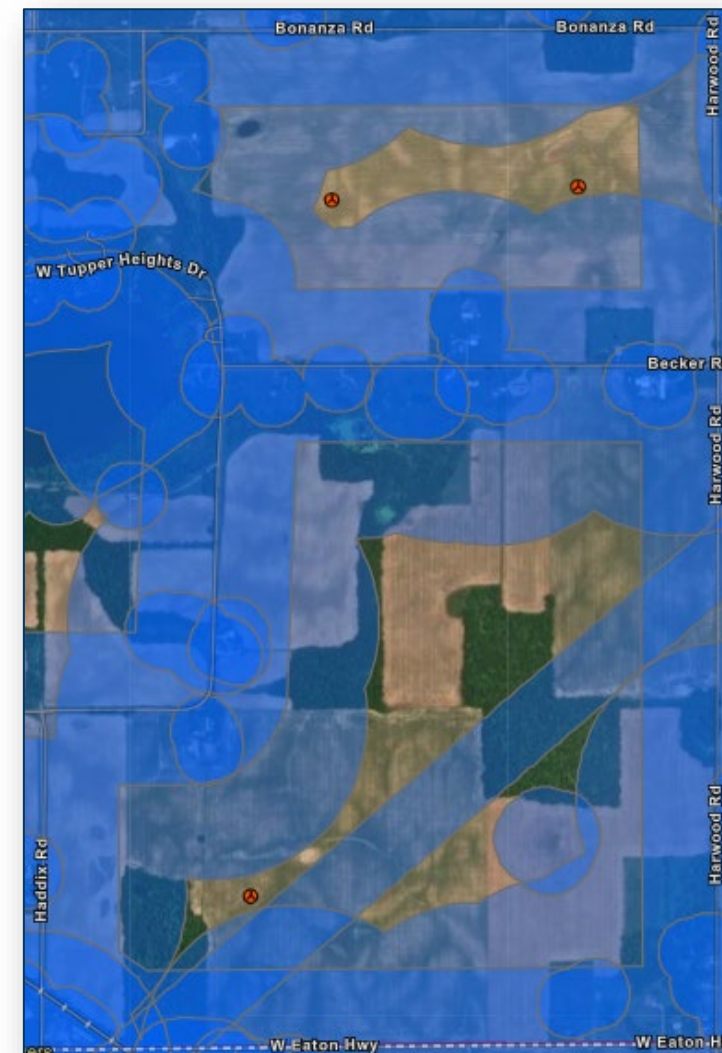 Bonanza Rd
Bonanza Rd
Harwood Rd
W Tupper Heights Dr
Becker R
Harwood Rd
Haddix Rd
Harwood Rd
W Eaton Hwy
W Eaton H
ers